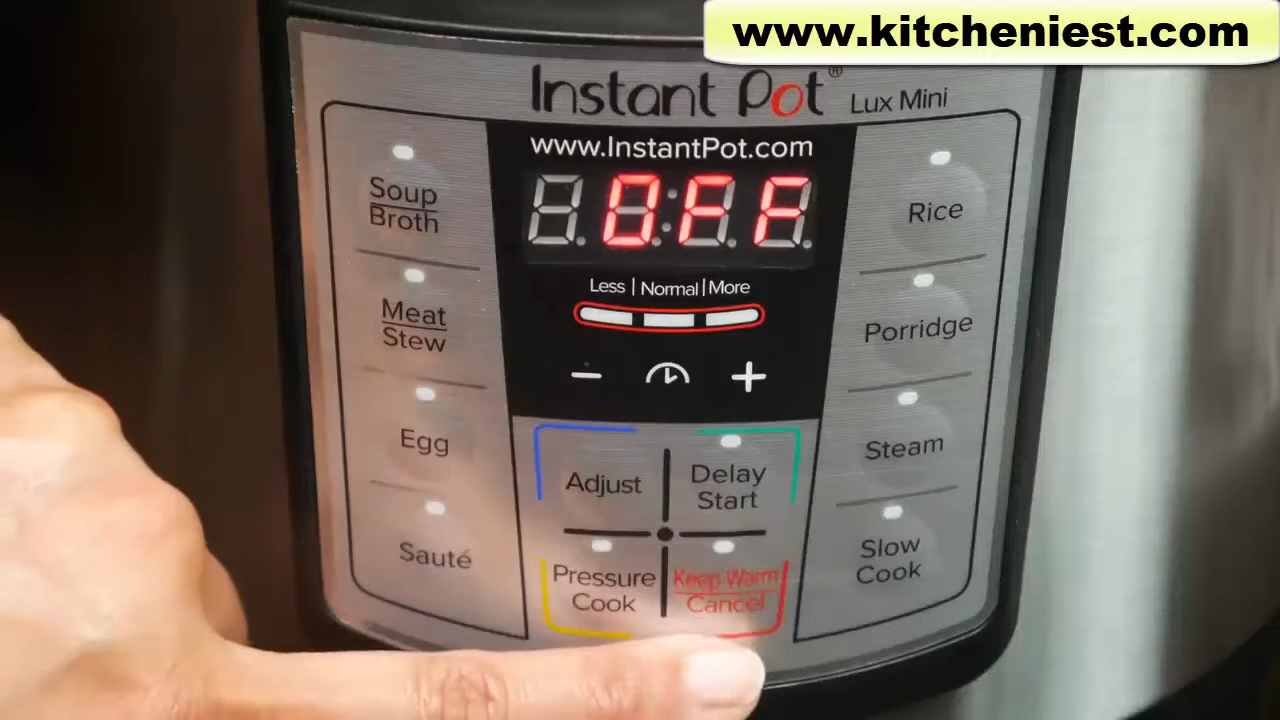 www.kitcheniest.com
Instant Pot® Lux Mini
www.InstantPot.com
OFF
Less | Normal | More
− +
Soup
Broth
Meat
Stew
Egg
Sauté
Adjust
Delay
Start
Pressure
Cook
Keep Warm
Cancel
Rice
Porridge
Steam
Slow
Cook